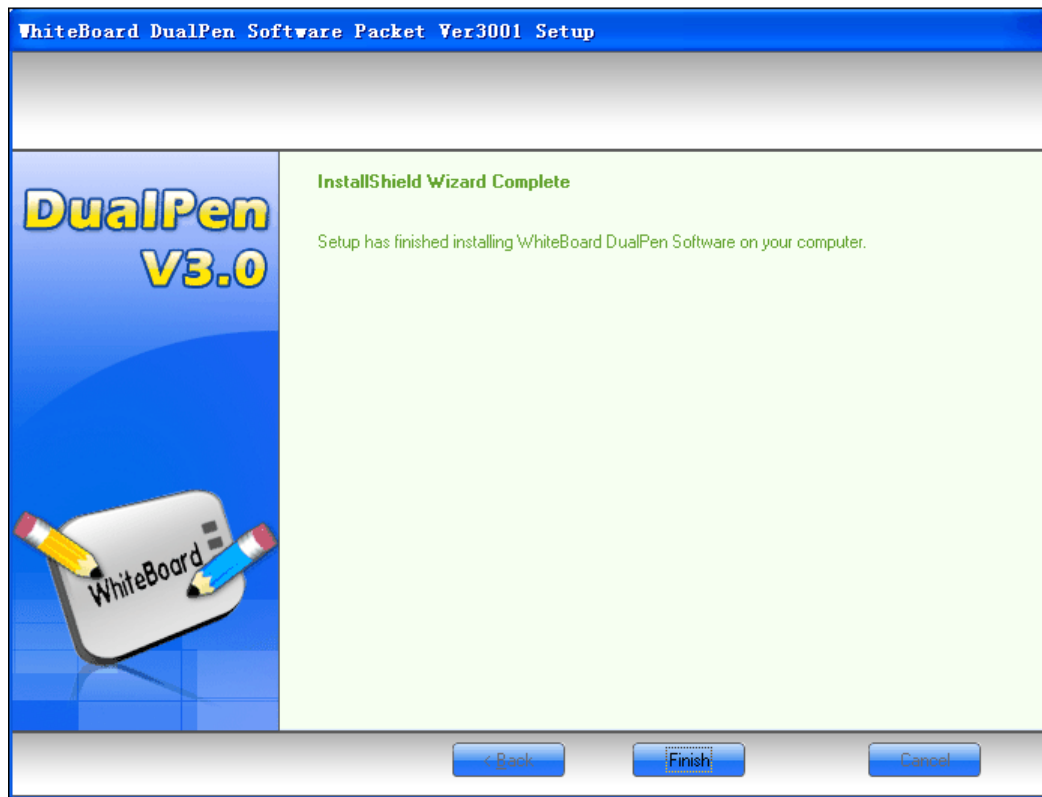 WhiteBoard DualPen Software Packet Ver3001 Setup
DualPen
V3.0
InstallShield Wizard Complete
Setup has finished installing WhiteBoard DualPen Software on your computer.
WhiteBoard
< Back
Finish
Cancel